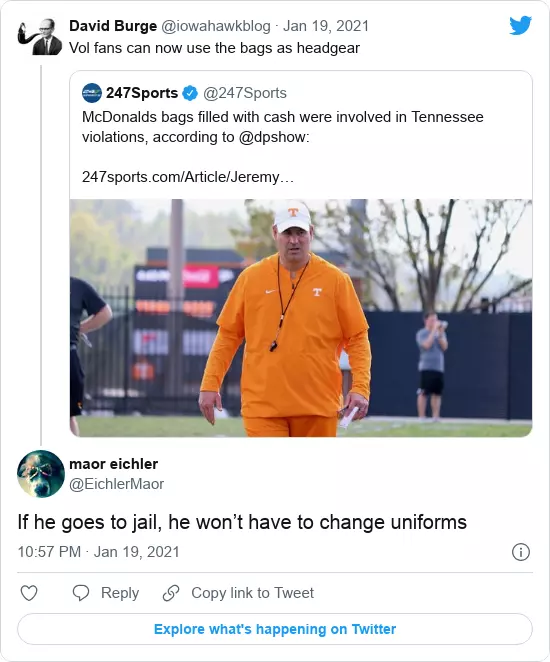 David Burge @iowahawkblog · Jan 19, 2021
Vol fans can now use the bags as headgear
247Sports @247Sports
McDonalds bags filled with cash were involved in Tennessee
violations, according to @dpshow:
247sports.com/Article/Jeremy…
T
T
maor eichler
@EichlerMaor
If he goes to jail, he won’t have to change uniforms
10:57 PM · Jan 19, 2021
Reply
Copy link to Tweet
Explore what's happening on Twitter